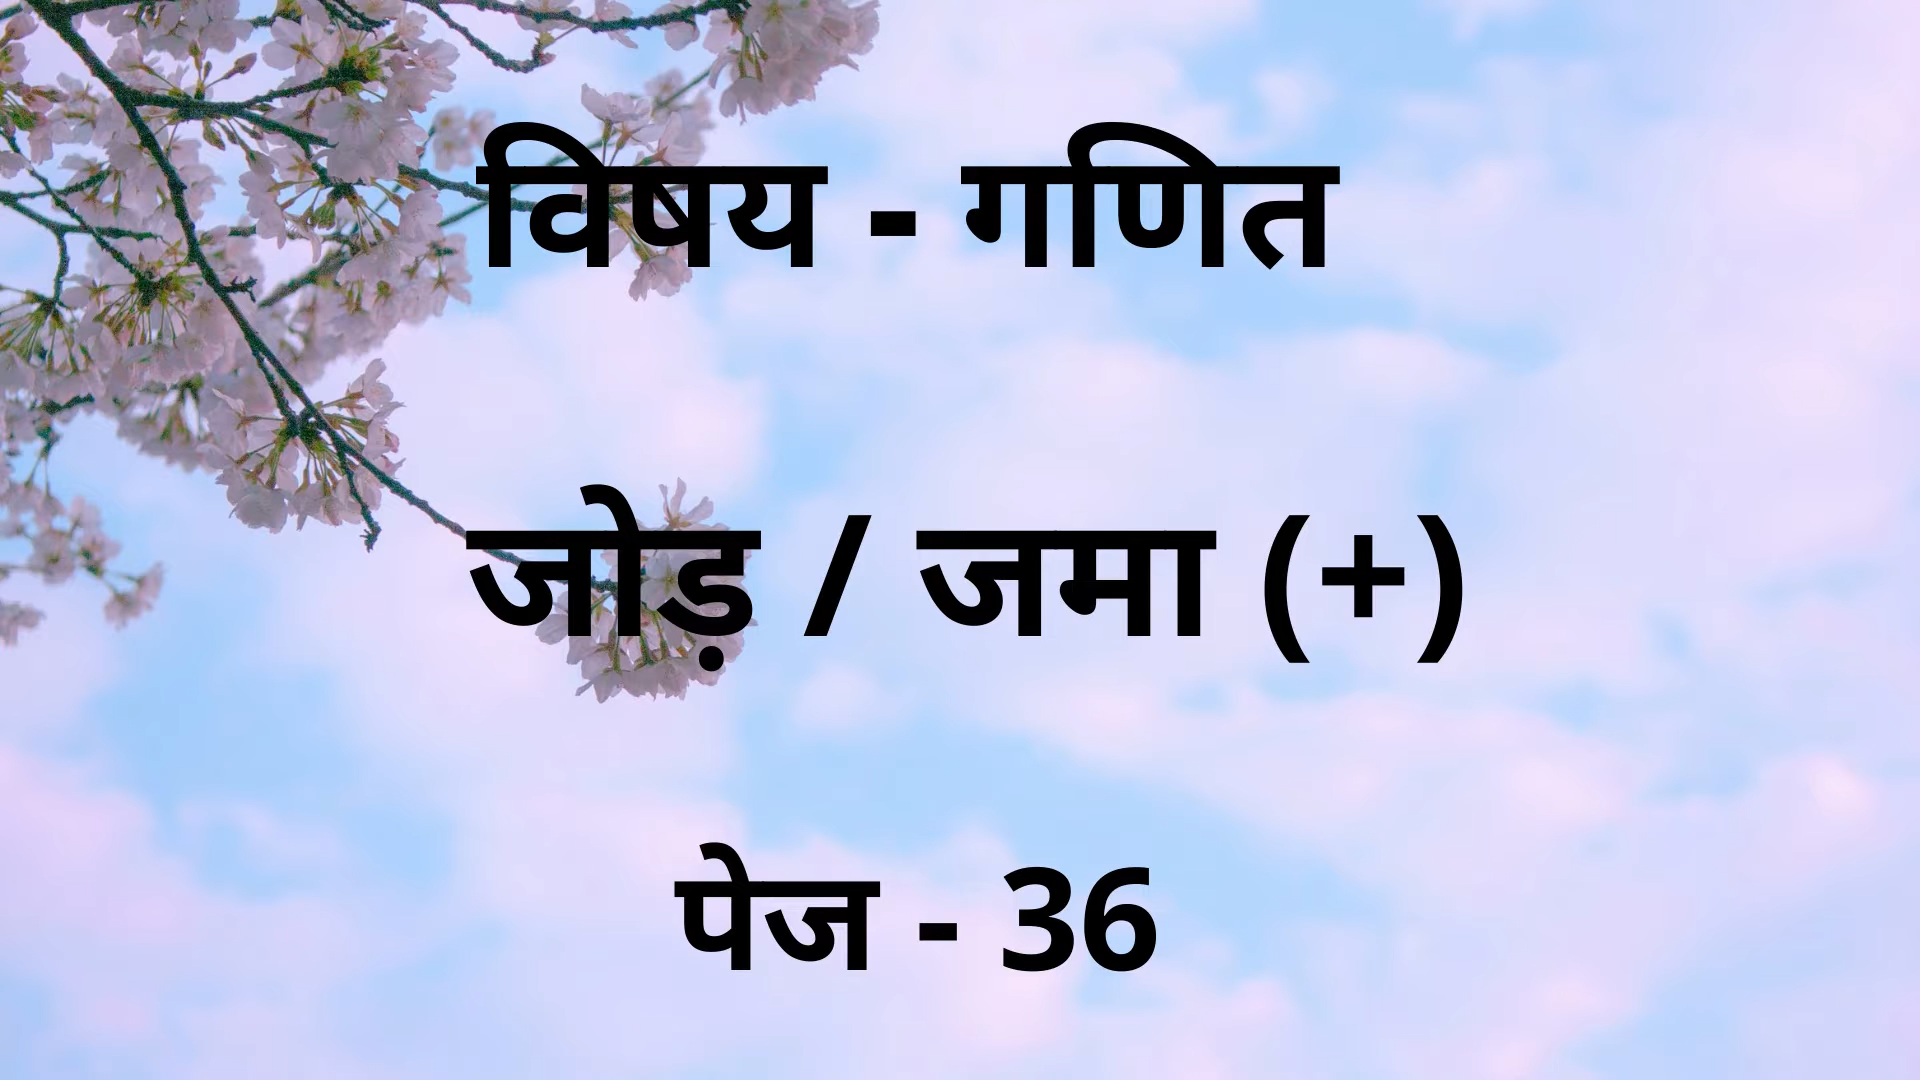 विषय - गणित
जोड़ / जमा (+)
पेज - 36